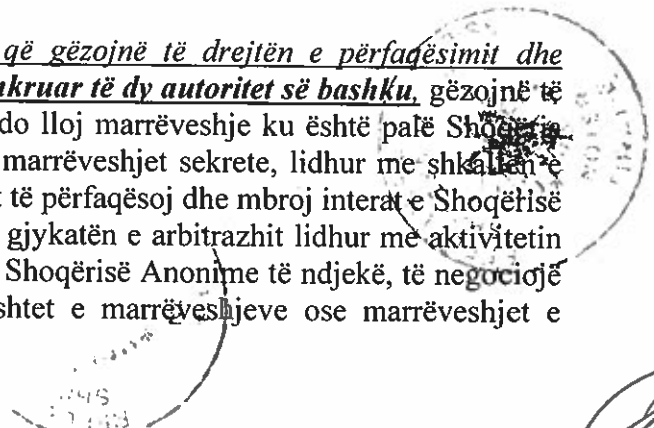 që gëzojnë të drejtën e përfaqësimit dhe
kruar të dy autoritet së bashku, gëzojnë të
do lloj marrëveshje ku është palë Shoqëria
marrëveshjet sekrete, lidhur me shkallën e
të përfaqësoj dhe mbroj interat e Shoqërisë
gjykatën e arbitrazhit lidhur me aktivitetin
Shoqërisë Anonime të ndjekë, të negociojë
shtet e marrëveshjeve ose marrëveshjet e